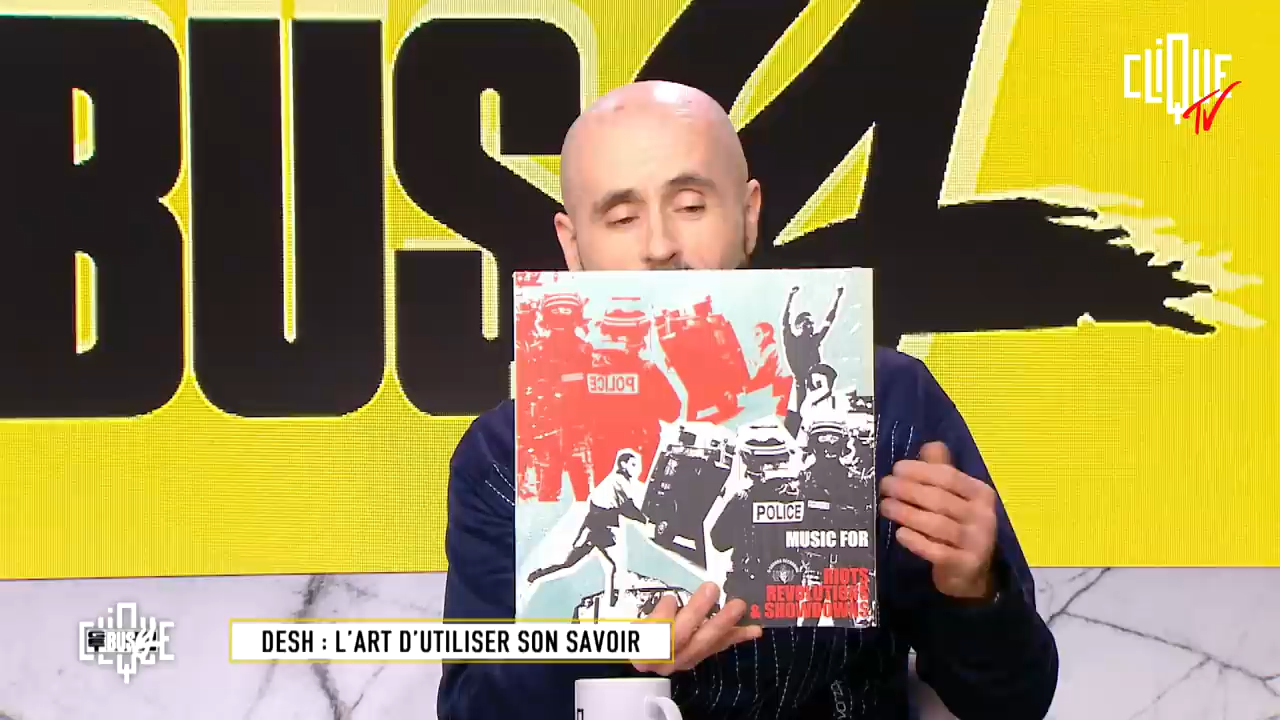 BUS
CLIQUE
TV
POLICE
POLICE
MUSIC FOR
RIOTS
REVOLUTIONS
& SHOWDOWNS
CLIQUE
BUS
DESH : L'ART D'UTILISER SON SAVOIR